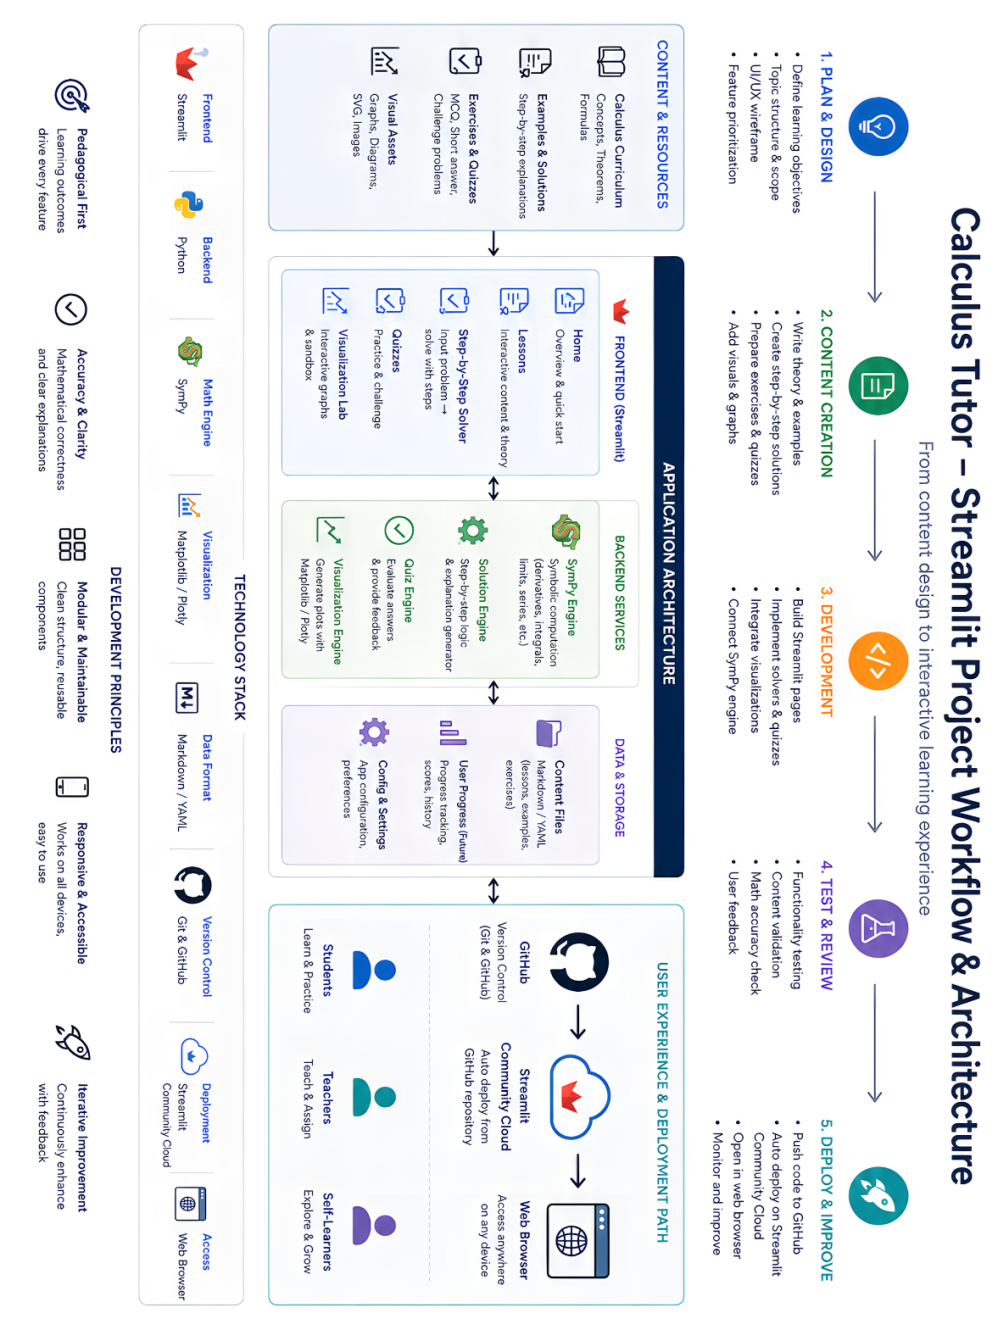 Calculus Tutor – Streamlit Project Workflow & Architecture
From content design to interactive learning experience
1. PLAN & DESIGN
• Define learning objectives
• Topic structure & scope
• UI/UX wireframe
• Feature prioritization
2. CONTENT CREATION
• Write theory & examples
• Create step-by-step solutions
• Prepare exercises & quizzes
• Add visuals & graphs
3. DEVELOPMENT
• Build Streamlit pages
• Implement solvers & quizzes
• Integrate visualizations
• Connect SymPy engine
4. TEST & REVIEW
• Functionality testing
• Content validation
• Math accuracy check
• User feedback
5. DEPLOY & IMPROVE
• Push code to GitHub
• Auto deploy on Streamlit
Community Cloud
• Open in web browser
• Monitor and improve
CONTENT & RESOURCES
Calculus Curriculum
Concepts, Theorems,
Formulas
Examples & Solutions
Step-by-step explanations
Exercises & Quizzes
MCQ, Short answer,
Challenge problems
Visual Assets
Graphs, Diagrams,
SVG, Images
APPLICATION ARCHITECTURE
FRONTEND (Streamlit)
Home
Overview & quick start
Lessons
Interactive content & theory
Step-by-Step Solver
Input problem →
solve with steps
Quizzes
Practice & challenge
Visualization Lab
Interactive graphs
& sandbox
BACKEND SERVICES
SymPy Engine
Symbolic computation
(derivatives, integrals,
limits, series, etc.)
Solution Engine
Step-by-step logic
& explanation generator
Quiz Engine
Evaluate answers
& provide feedback
Visualization Engine
Generate plots with
Matplotlib / Plotly
DATA & STORAGE
Content Files
Markdown / YAML
(lessons, examples,
exercises)
User Progress (Future)
Progress tracking,
scores, history
Config & Settings
App configuration,
preferences
USER EXPERIENCE & DEPLOYMENT PATH
GitHub
Version Control
(Git & GitHub)
Streamlit
Community Cloud
Auto deploy from
GitHub repository
Web Browser
Access anywhere
on any device
Students
Learn & Practice
Teachers
Teach & Assign
Self-Learners
Explore & Grow
TECHNOLOGY STACK
Frontend
Streamlit
Backend
Python
Math Engine
SymPy
Visualization
Matplotlib / Plotly
M↓
Data Format
Markdown / YAML
Version Control
Git & GitHub
Deployment
Streamlit
Community Cloud
Access
Web Browser
DEVELOPMENT PRINCIPLES
Pedagogical First
Learning outcomes
drive every feature
Accuracy & Clarity
Mathematical correctness
and clear explanations
Modular & Maintainable
Clean structure, reusable
components
Responsive & Accessible
Works on all devices,
easy to use
Iterative Improvement
Continuously enhance
with feedback